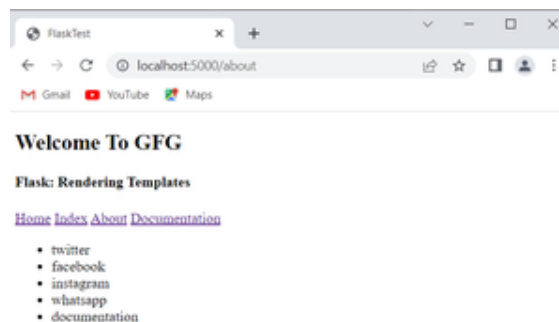 FlaskTest
localhost:5000/about
Gmail YouTube Maps
Welcome To GFG
Flask: Rendering Templates
Home Index About Documentation
twitter
facebook
instagram
whatsapp
documentation